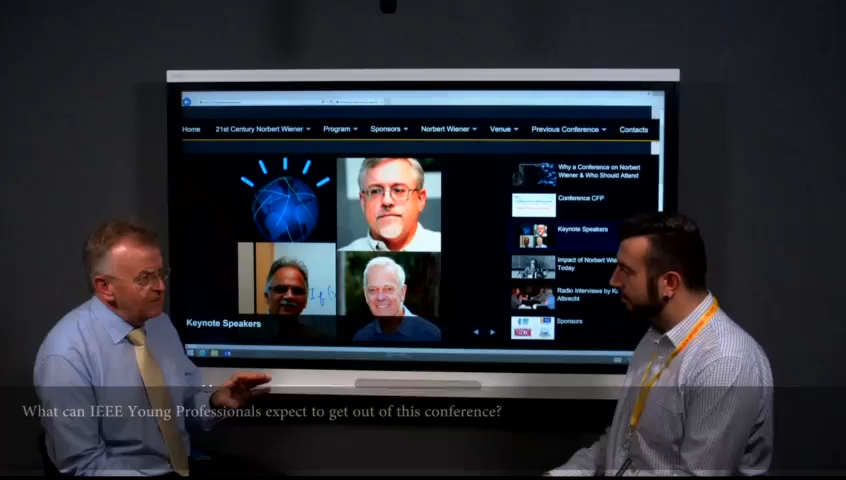 Home 21st Century Norbert Wiener Program Sponsors Norbert Wiener Venue Previous Conference Contacts
Why a Conference on Norbert
Wiener & Who Should Attend
Conference CFP
Keynote Speakers
Impact of Norbert Wie
Today
Radio Interviews by K
Albrecht
Sponsors
Keynote Speakers
What can IEEE Young Professionals expect to get out of this conference?